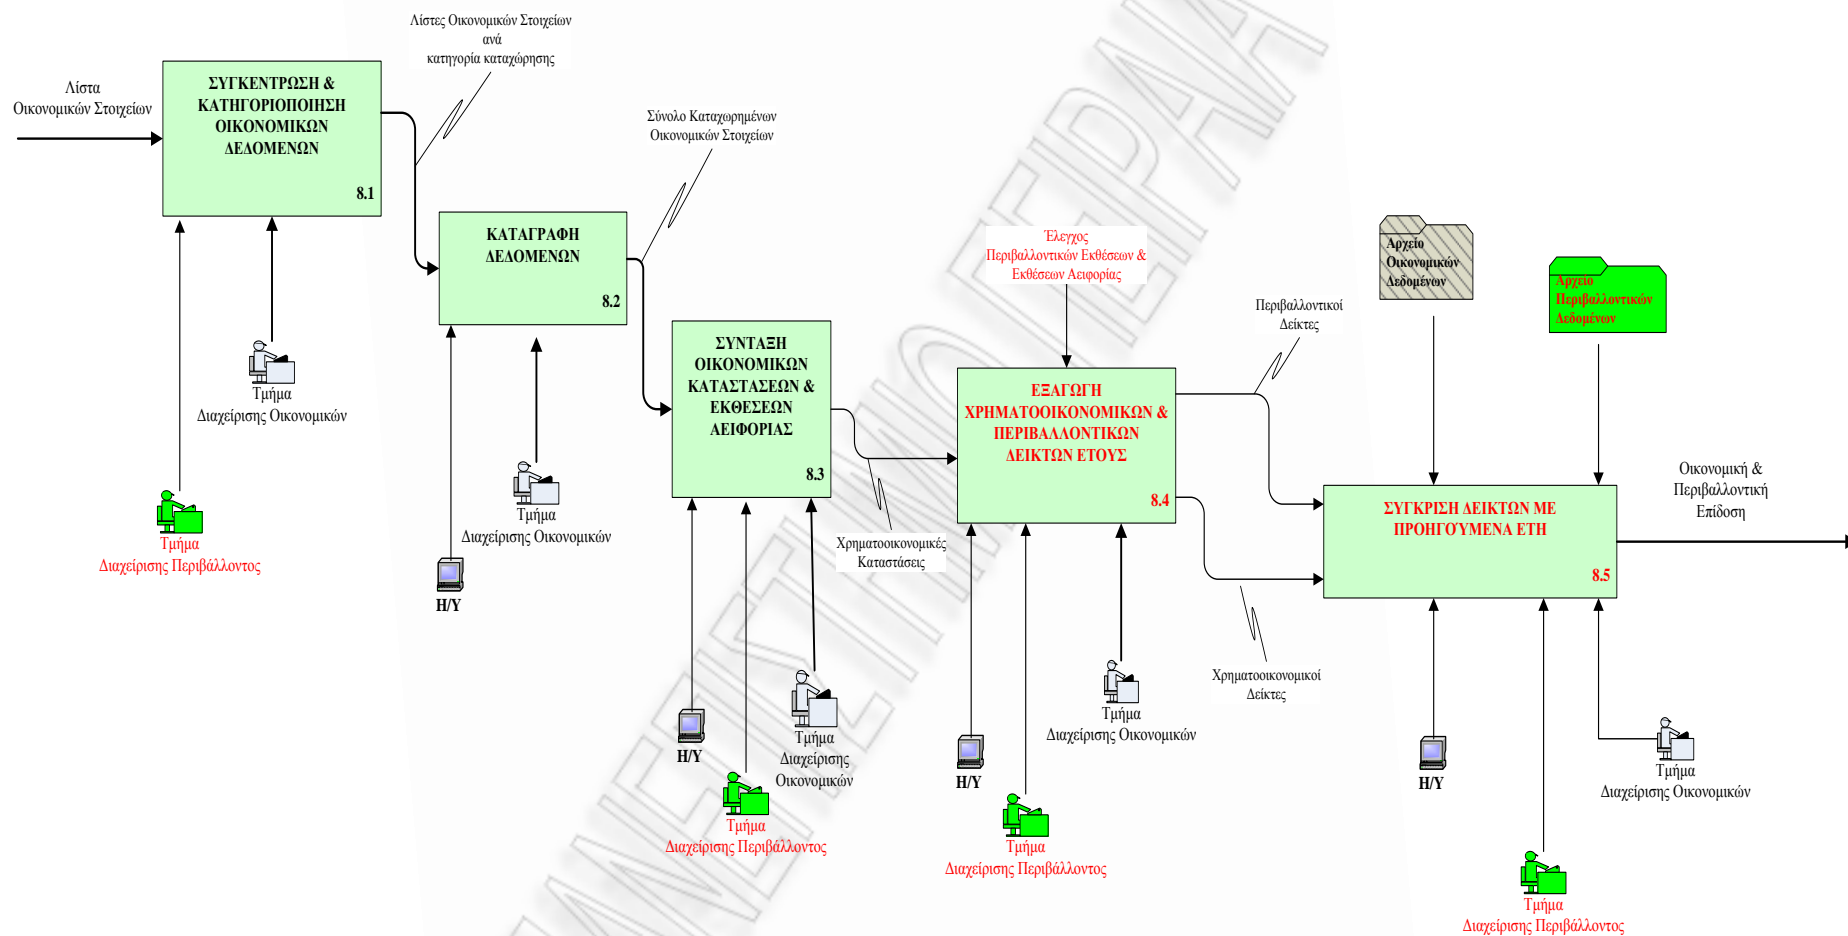 Λίστες Οικονομικών Στοιχείων
ανά
κατηγορία καταχώρησης
Λίστα
Οικονομικών Στοιχείων
ΣΥΓΚΕΝΤΡΩΣΗ &
ΚΑΤΗΓΟΡΙΟΠΟΙΗΣΗ
ΟΙΚΟΝΟΜΙΚΩΝ
ΔΕΔΟΜΕΝΩΝ
8.1
Σύνολο Καταχωρημένων
Οικονομικών Στοιχείων
ΚΑΤΑΓΡΑΦΗ
ΔΕΔΟΜΕΝΩΝ
8.2
Έλεγχος
Περιβαλλοντικών Εκθέσεων &
Εκθέσεων Αειφορίας
Αρχείο
Οικονομικών
Δεδομένων
Αρχείο
Περιβαλλοντικών
Δεδομένων
Περιβαλλοντικοί
Δείκτες
ΣΥΝΤΑΞΗ
ΟΙΚΟΝΟΜΙΚΩΝ
ΚΑΤΑΣΤΑΣΕΩΝ &
ΕΚΘΕΣΕΩΝ
ΑΕΙΦΟΡΙΑΣ
8.3
ΕΞΑΓΩΓΗ
ΧΡΗΜΑΤΟΟΙΚΟΝΟΜΙΚΩΝ &
ΠΕΡΙΒΑΛΛΟΝΤΙΚΩΝ
ΔΕΙΚΤΩΝ ΕΤΟΥΣ
8.4
Τμήμα
Διαχείρισης Οικονομικών
Τμήμα
Διαχείρισης Οικονομικών
Τμήμα
Διαχείρισης Περιβάλλοντος
Χρηματοοικονομικές
Καταστάσεις
ΣΥΓΚΡΙΣΗ ΔΕΙΚΤΩΝ ΜΕ
ΠΡΟΗΓΟΎΜΕΝΑ ΕΤΗ
8.5
Οικονομική &
Περιβαλλοντική
Επίδοση
Η/Υ
Χρηματοοικονομικοί
Δείκτες
Η/Υ
Τμήμα
Διαχείρισης
Οικονομικών
Τμήμα
Διαχείρισης Οικονομικών
Η/Υ
Η/Υ
Τμήμα
Διαχείρισης Οικονομικών
Τμήμα
Διαχείρισης Περιβάλλοντος
Τμήμα
Διαχείρισης Περιβάλλοντος
Τμήμα
Διαχείρισης Περιβάλλοντος
ΠΑΝΕΠΙΣΤΗΜΙΟ ΠΕΙΡΑΙΑ